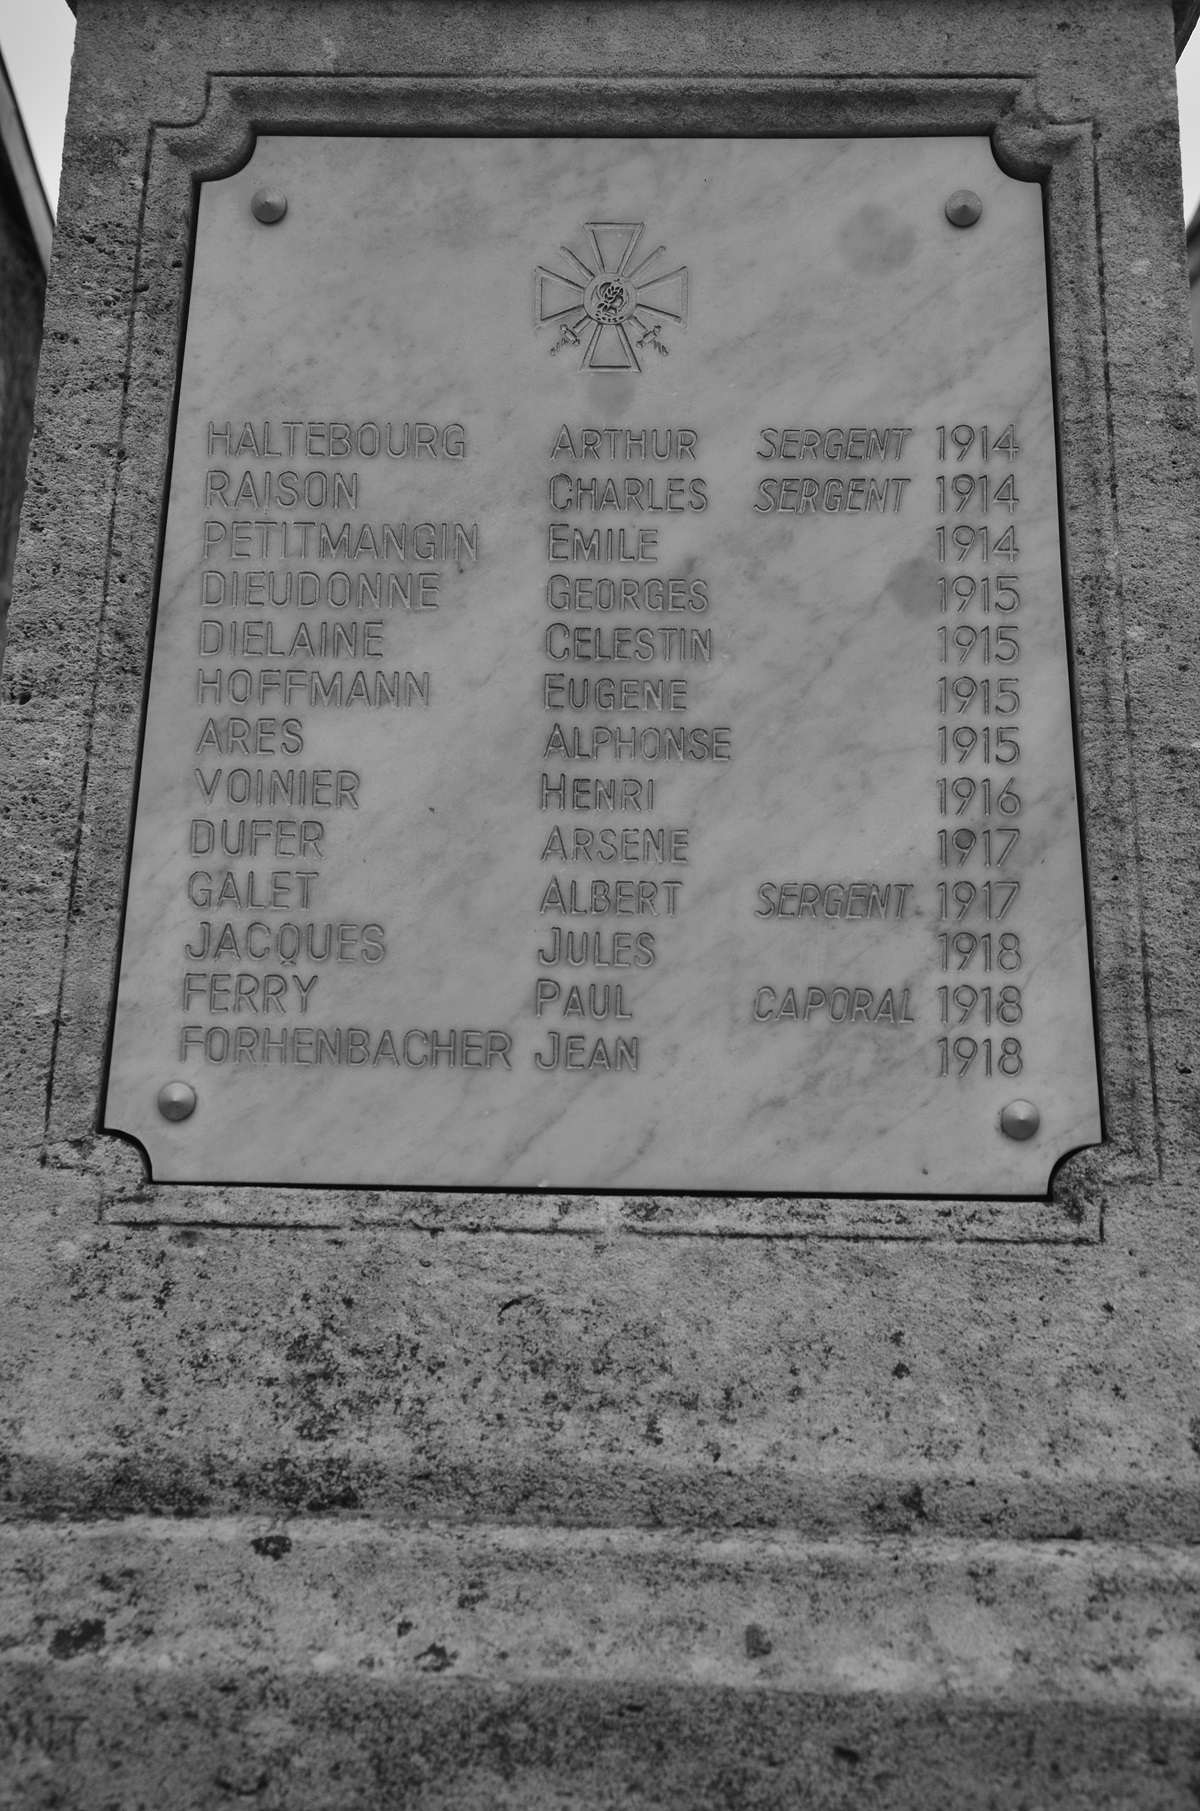 HALTEBOURG ARTHUR SERGENT 1914
RAISON CHARLES SERGENT 1914
PETITMANGIN EMILE 1914
DIEUDONNE GEORGES 1915
DIELAINE CELESTIN 1915
HOFFMANN EUGENE 1915
ARES ALPHONSE 1915
VOINIER HENRI 1916
DUFER ARSENE 1917
GALET ALBERT SERGENT 1917
JACQUES JULES 1918
FERRY PAUL CAPORAL 1918
FORHENBACHER JEAN 1918